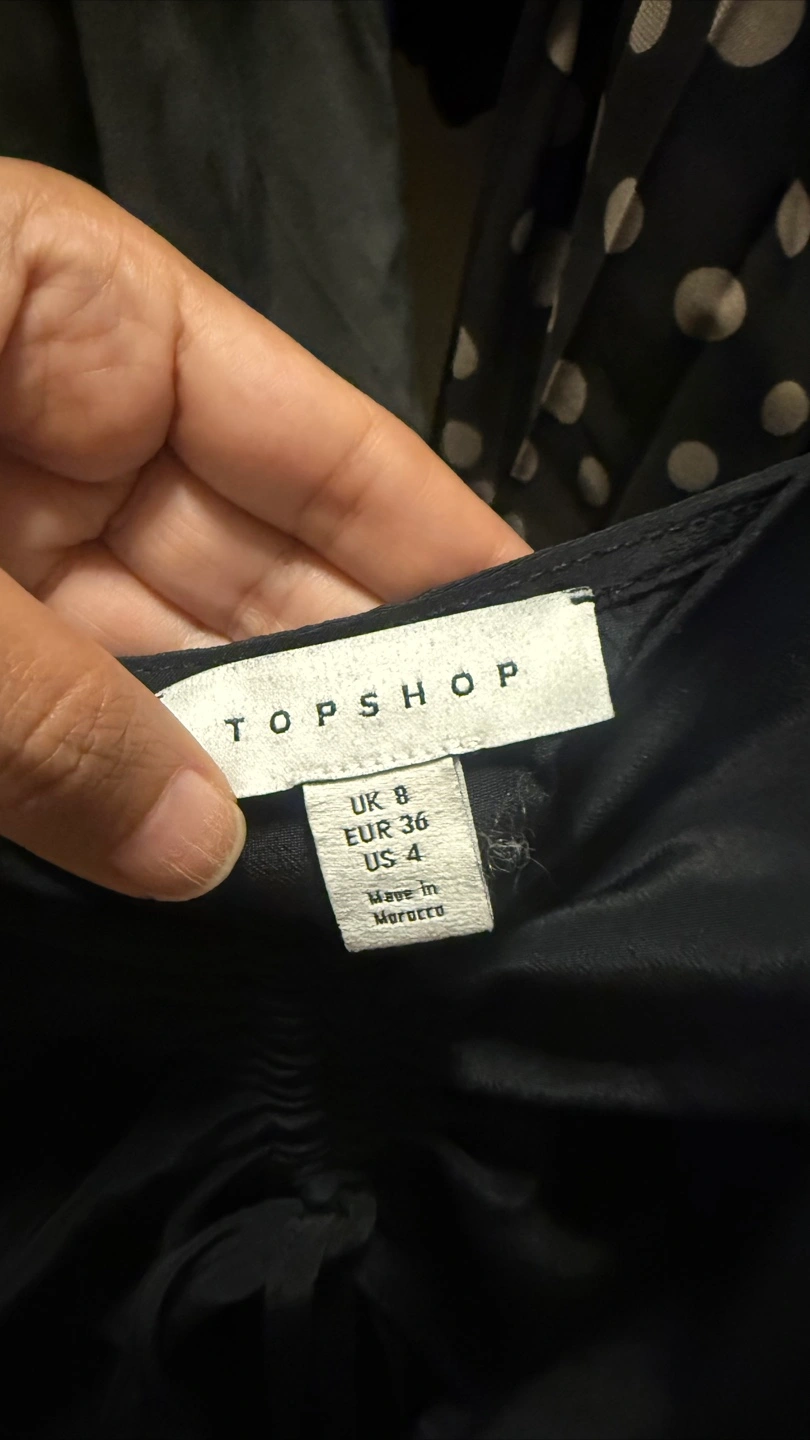 TOPSHOP
UK 8
EUR 36
US 4
Made in
Morocco